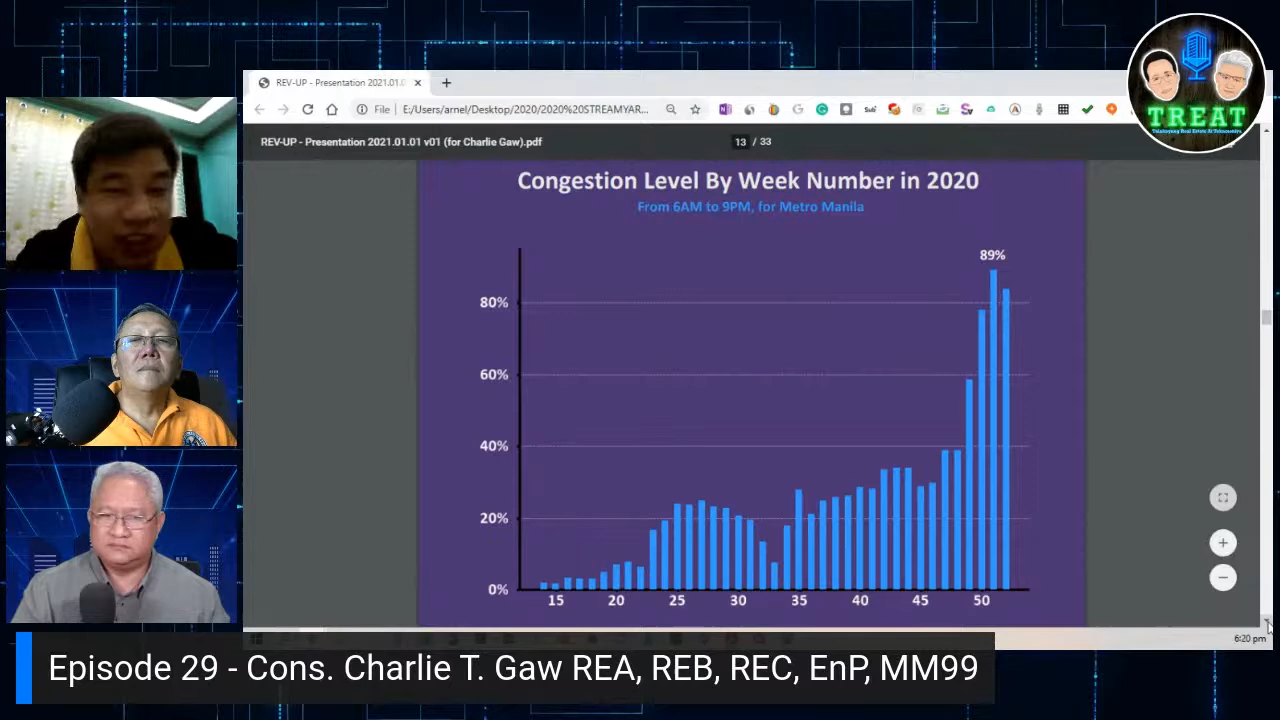 REV-UP - Presentation 2021.01.0
File
E:/Users/arnel/Desktop/2020/2020%20STREAMYAR...
TREAT
REV-UP - Presentation 2021.01.01 v01 (for Charlie Gaw).pdf
13 / 33
Congestion Level By Week Number in 2020
From 6AM to 9PM, for Metro Manila
89%
80%
60%
40%
20%
0%
15 20 25 30 35 40 45 50
6:20 pm
Episode 29 - Cons. Charlie T. Gaw REA, REB, REC, EnP, MM99